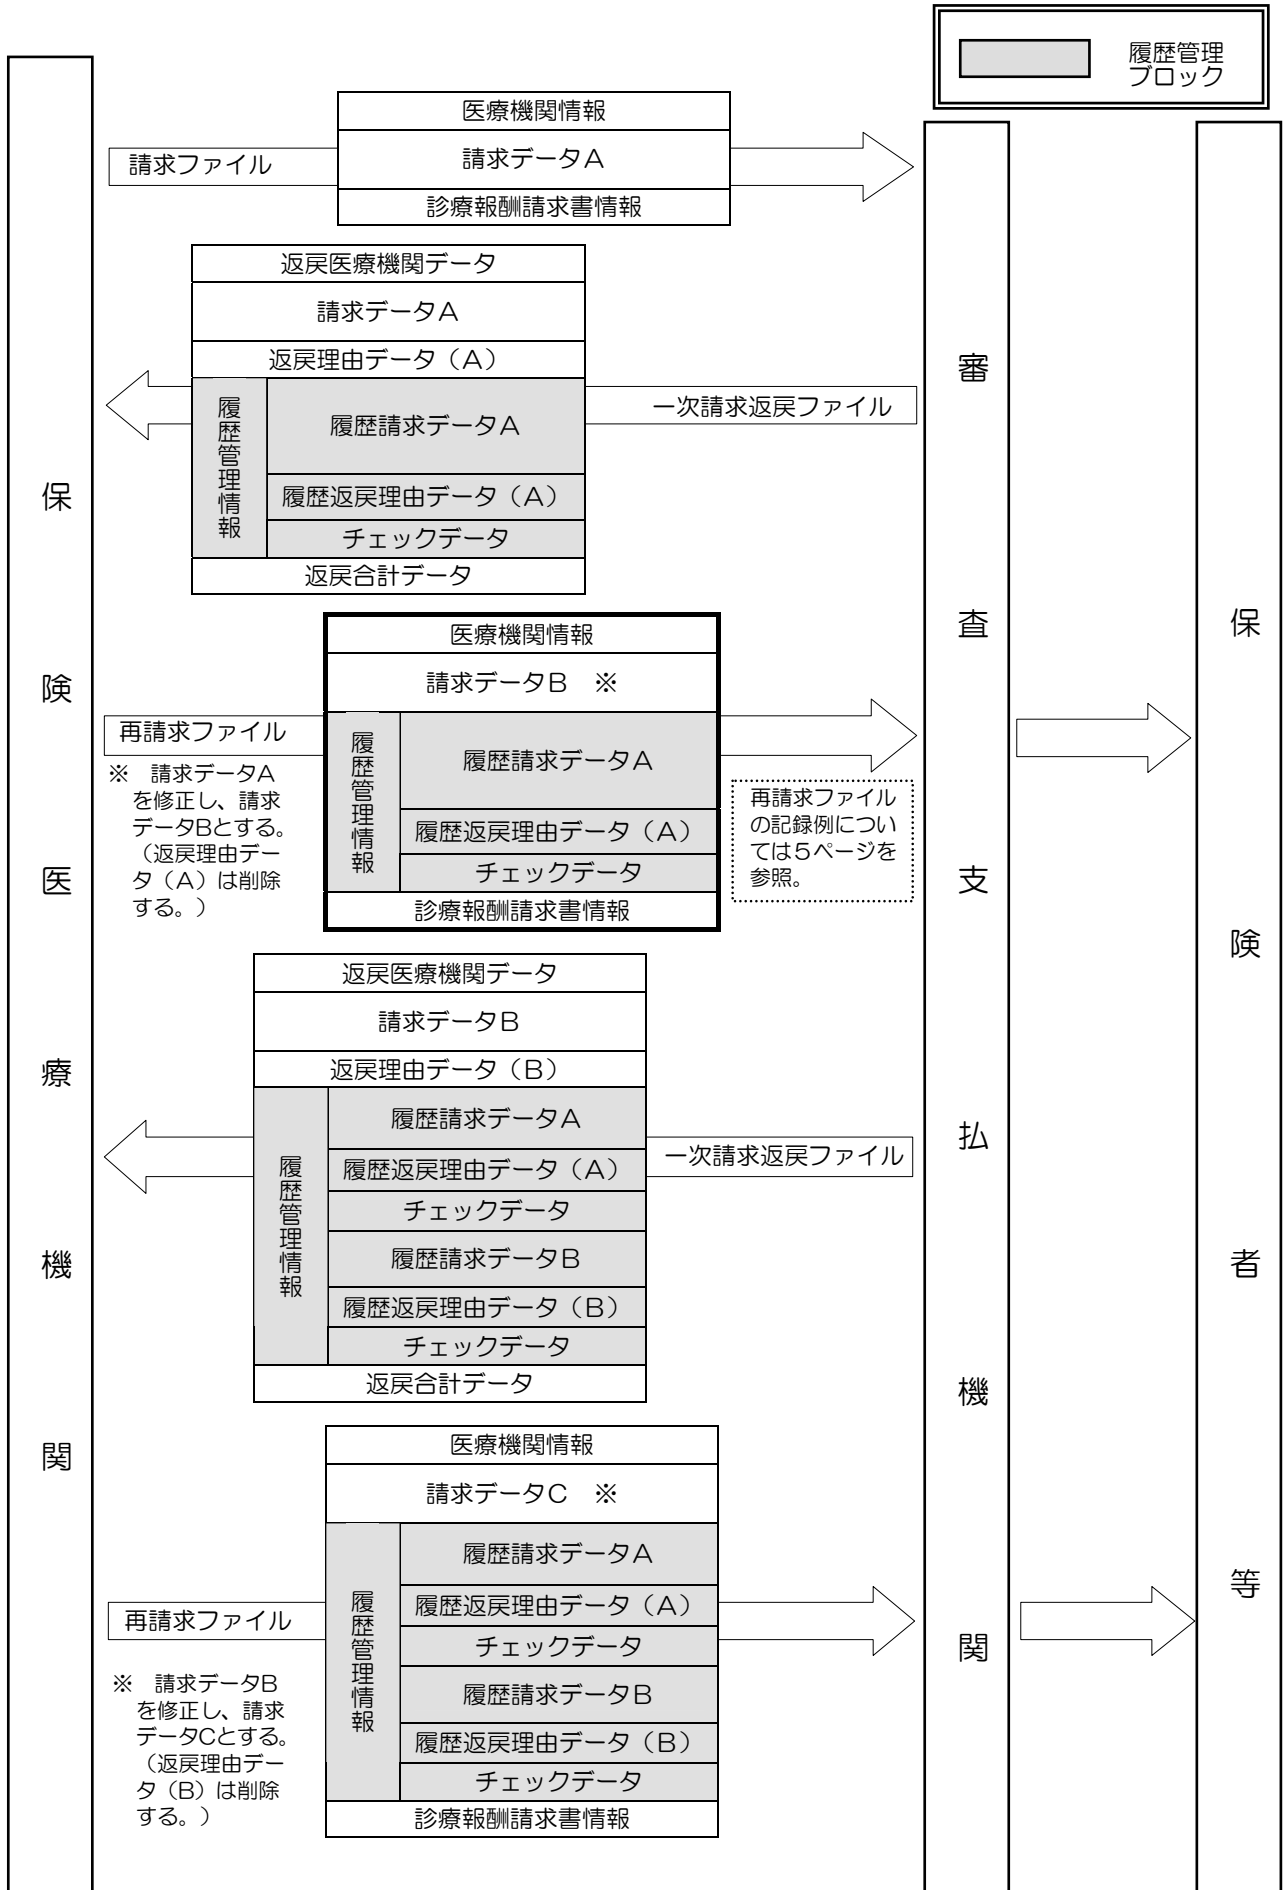 履歴管理
ブロック
保険医療機関
審査支払機関
保険者等
医療機関情報
請求ファイル
請求データA
診療報酬請求書情報
返戻医療機関データ
請求データA
返戻理由データ（A）
一次請求返戻ファイル
履歴管理情報
履歴請求データA
履歴返戻理由データ（A）
チェックデータ
返戻合計データ
医療機関情報
請求データB　※
再請求ファイル
履歴管理情報
履歴請求データA
履歴返戻理由データ（A）
チェックデータ
診療報酬請求書情報
※　請求データA
を修正し、請求
データBとする。
（返戻理由デー
タ（A）は削除
する。）
再請求ファイル
の記録例につい
ては5ページを
参照。
返戻医療機関データ
請求データB
返戻理由データ（B）
一次請求返戻ファイル
履歴管理情報
履歴請求データA
履歴返戻理由データ（A）
チェックデータ
履歴請求データB
履歴返戻理由データ（B）
チェックデータ
返戻合計データ
医療機関情報
請求データC　※
再請求ファイル
履歴管理情報
履歴請求データA
履歴返戻理由データ（A）
チェックデータ
履歴請求データB
履歴返戻理由データ（B）
チェックデータ
診療報酬請求書情報
※　請求データB
を修正し、請求
データCとする。
（返戻理由デー
タ（B）は削除
する。）